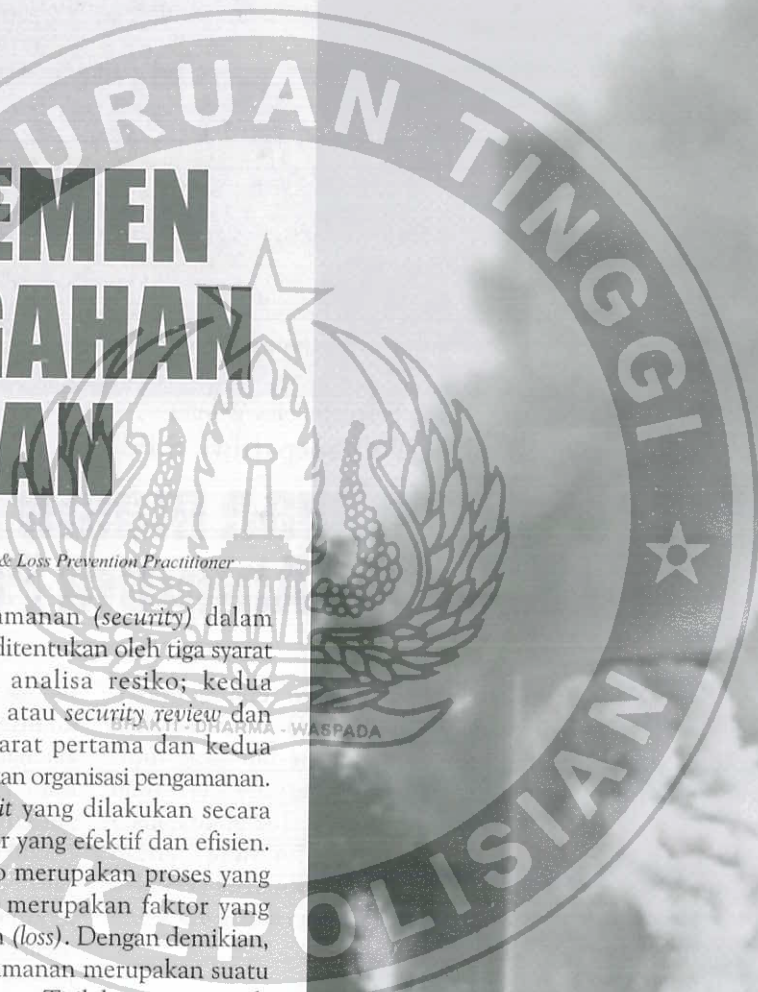 URUAN TINGGI
EMEN
GAHAN
AN
& Loss Prevention Practitioner
amanan (security) dalam
ditentukan oleh tiga syarat
analisa resiko; kedua
atau security review dan
BHAKTI - DHARMA - WASPADA
arat pertama dan kedua
an organisasi pengamanan.
it yang dilakukan secara
r yang efektif dan efisien.
o merupakan proses yang
merupakan faktor yang
(loss). Dengan demikian,
manan merupakan suatu
KEPOLISIAN